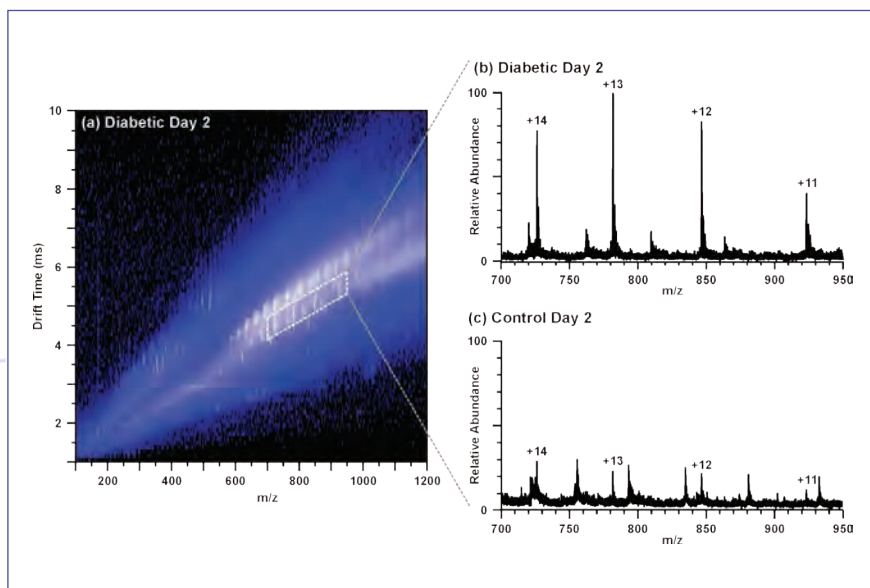 (a) Diabetic Day 2
10
8
6
4
2
Drift Time (ms)
200 400 600 800 1000 1200
m/z
(b) Diabetic Day 2
100
0
Relative Abundance
+14
+13
+12
+11
700 750 800 850 900 950
m/z
(c) Control Day 2
100
0
Relative Abundance
+14
+13
+12
+11
700 750 800 850 900 950
m/z